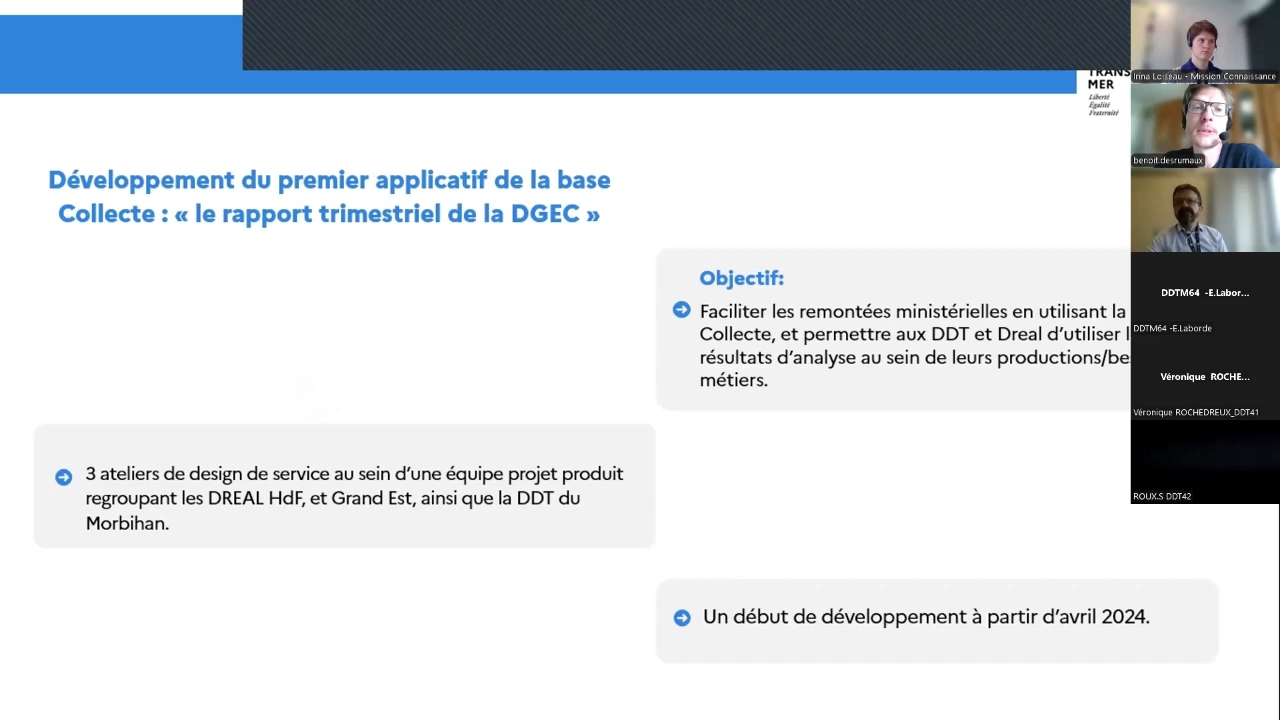 TRANS
MER
Liberté
Égalité
Fraternité
Développement du premier applicatif de la base
Collecte : « le rapport trimestriel de la DGEC »
Objectif:
Faciliter les remontées ministérielles en utilisant la
Collecte, et permettre aux DDT et Dreal d’utiliser
résultats d’analyse au sein de leurs productions/be
métiers.
3 ateliers de design de service au sein d’une équipe projet produit
regroupant les DREAL HdF, et Grand Est, ainsi que la DDT du
Morbihan.
Un début de développement à partir d’avril 2024.
Irina Loiseau - Mission Connaissance
benoit.desrumaux
DDTM64 -E.Labor...
DDTM64 -E.Laborde
Véronique ROCHE...
Véronique ROCHEDREUX_DDT41
ROUX.S DDT42